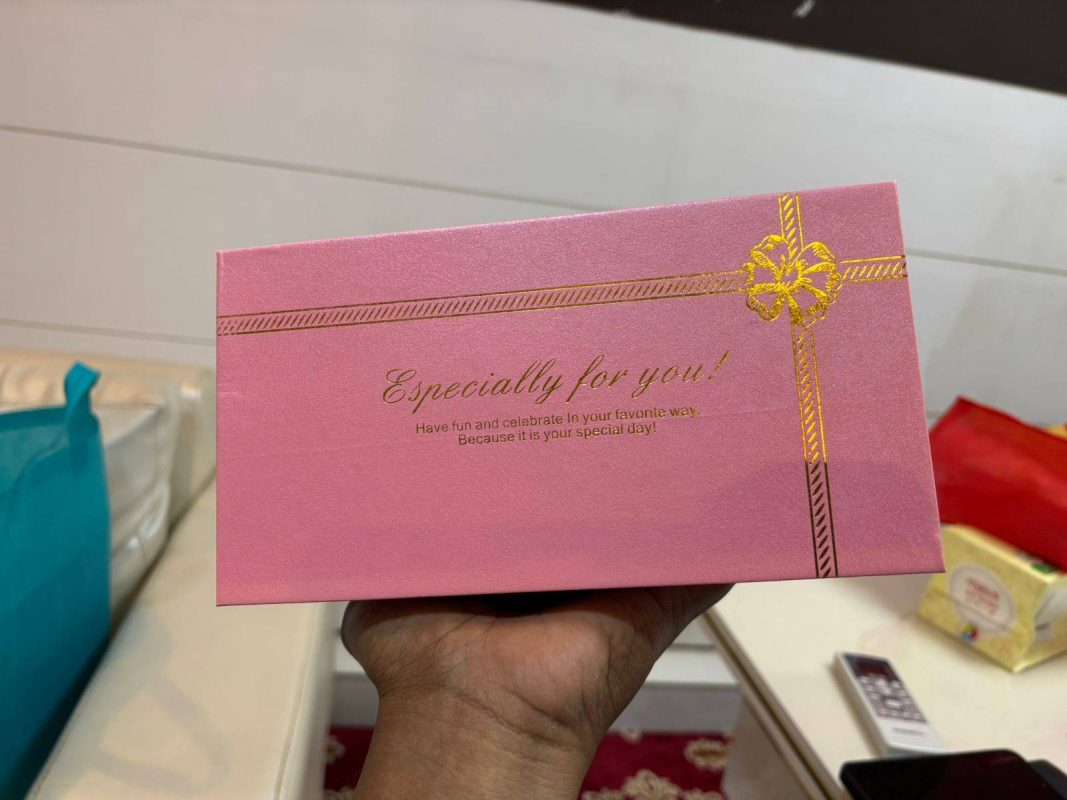 Especially for you!
Have fun and celebrate In your favorite way.
Because it is your special day!